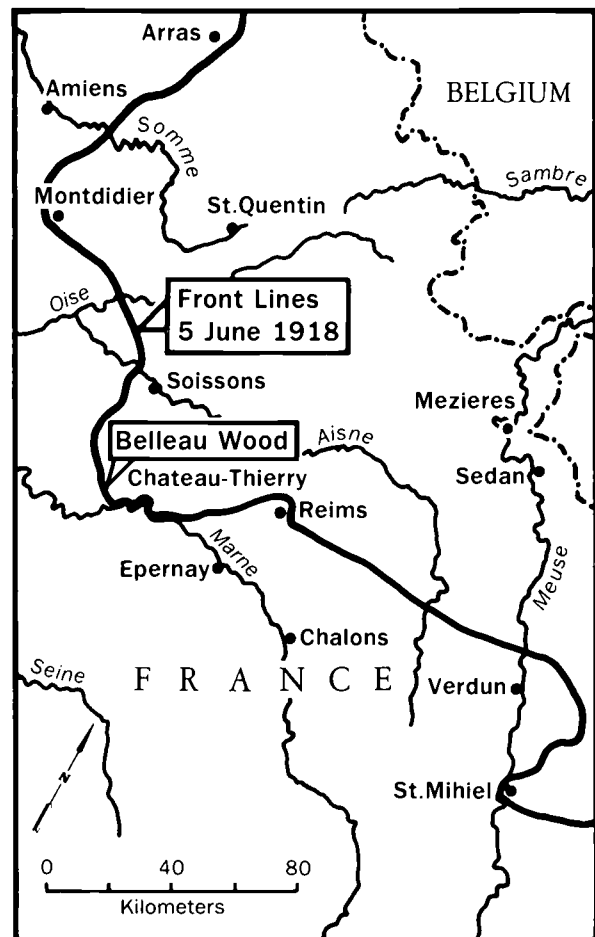 Arras
Amiens
BELGIUM
Somme
Sambre
Montdidier
St.Quentin
Oise
Front Lines
5 June 1918
Soissons
Mezieres
Belleau Wood
Aisne
Chateau-Thierry
Sedan
Reims
Marne
Meuse
Epernay
Chalons
Seine
FRANCE
Verdun
N
St.Mihiel
0 40 80
Kilometers